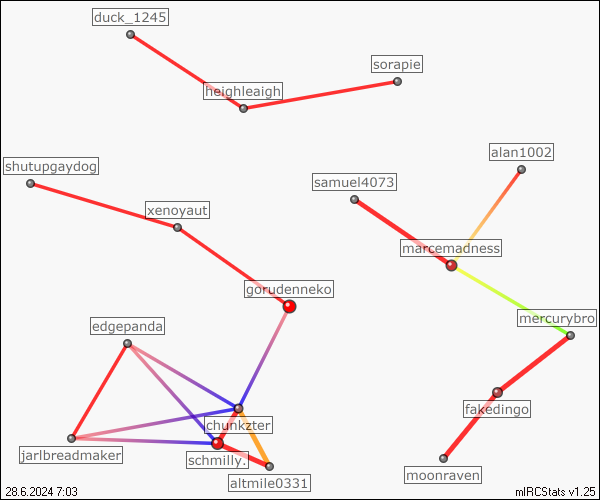 duck_1245
sorapie
heighleaigh
alan1002
shutupgaydog
samuel4073
xenoyaut
marcemadness
gorudenneko
mercurybro
edgepanda
fakedingo
chunkzter
jarlbreadmaker
schmilly.
moonraven
altmile0331
28.6.2024 7:03
mIRCStats v1.25